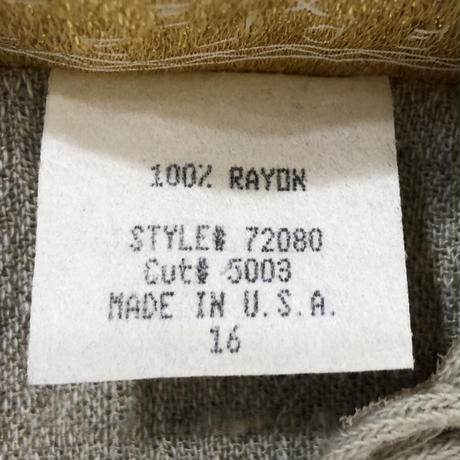 100% RAYON
STYLE# 72080
Cut# 5003
MADE IN U.S.A.
16